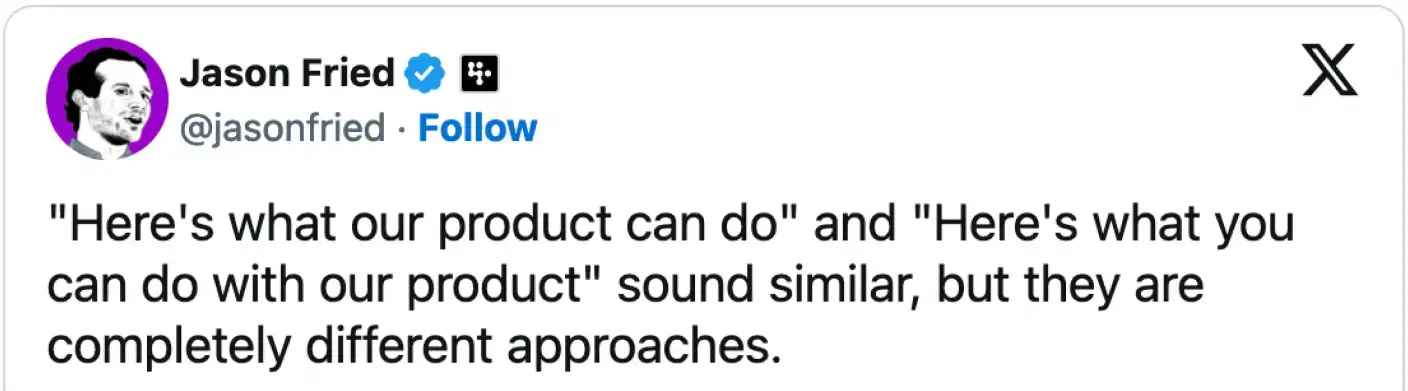 Jason Fried
@jasonfried · Follow
"Here's what our product can do" and "Here's what you
can do with our product" sound similar, but they are
completely different approaches.